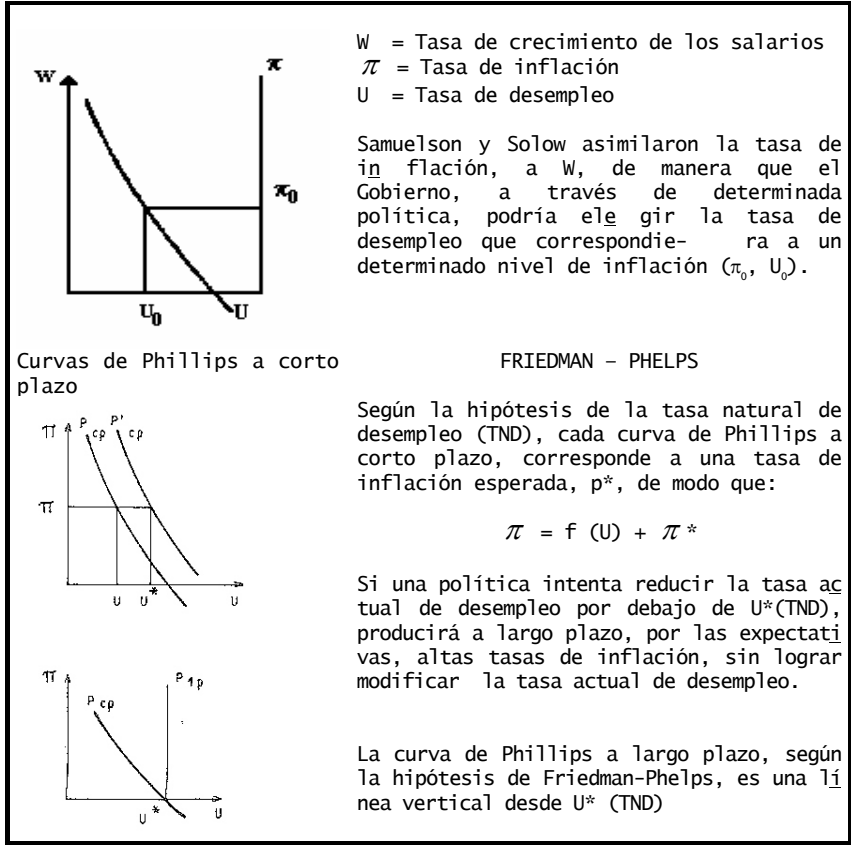 W = Tasa de crecimiento de los salarios
π = Tasa de inflación
U = Tasa de desempleo
W
π
π₀
U₀
U
Samuelson y Solow asimilaron la tasa de
in flación, a W, de manera que el
Gobierno, a través de determinada
política, podría ele gir la tasa de
desempleo que correspondie- ra a un
determinado nivel de inflación (π₀, U₀).
Curvas de Phillips a corto
plazo
FRIEDMAN – PHELPS
π
P cp
P' cp
π
U
U*
U
Según la hipótesis de la tasa natural de
desempleo (TND), cada curva de Phillips a
corto plazo, corresponde a una tasa de
inflación esperada, p*, de modo que:
π = f (U) + π *
Si una política intenta reducir la tasa ac
tual de desempleo por debajo de U*(TND),
producirá a largo plazo, por las expectati
vas, altas tasas de inflación, sin lograr
modificar la tasa actual de desempleo.
π
P cp
P 1p
U*
U
La curva de Phillips a largo plazo, según
la hipótesis de Friedman-Phelps, es una lí
nea vertical desde U* (TND)